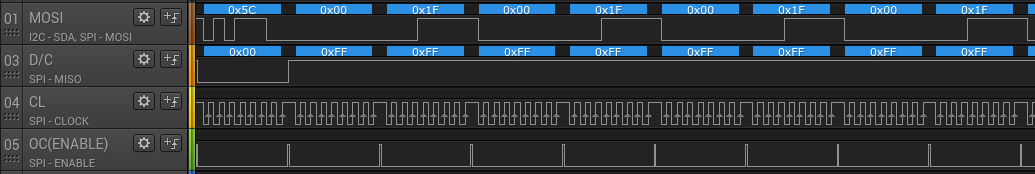 01 MOSI 0x5C 0x00 0x1F 0x00 0x1F 0x00 0x1F 0x00 0x1F
I2C - SDA, SPI - MOSI
03 D/C 0x00 0xFF 0xFF 0xFF 0xFF 0xFF 0xFF 0xFF 0xFF
SPI - MISO
04 CL
SPI - CLOCK
05 OC(ENABLE)
SPI - ENABLE